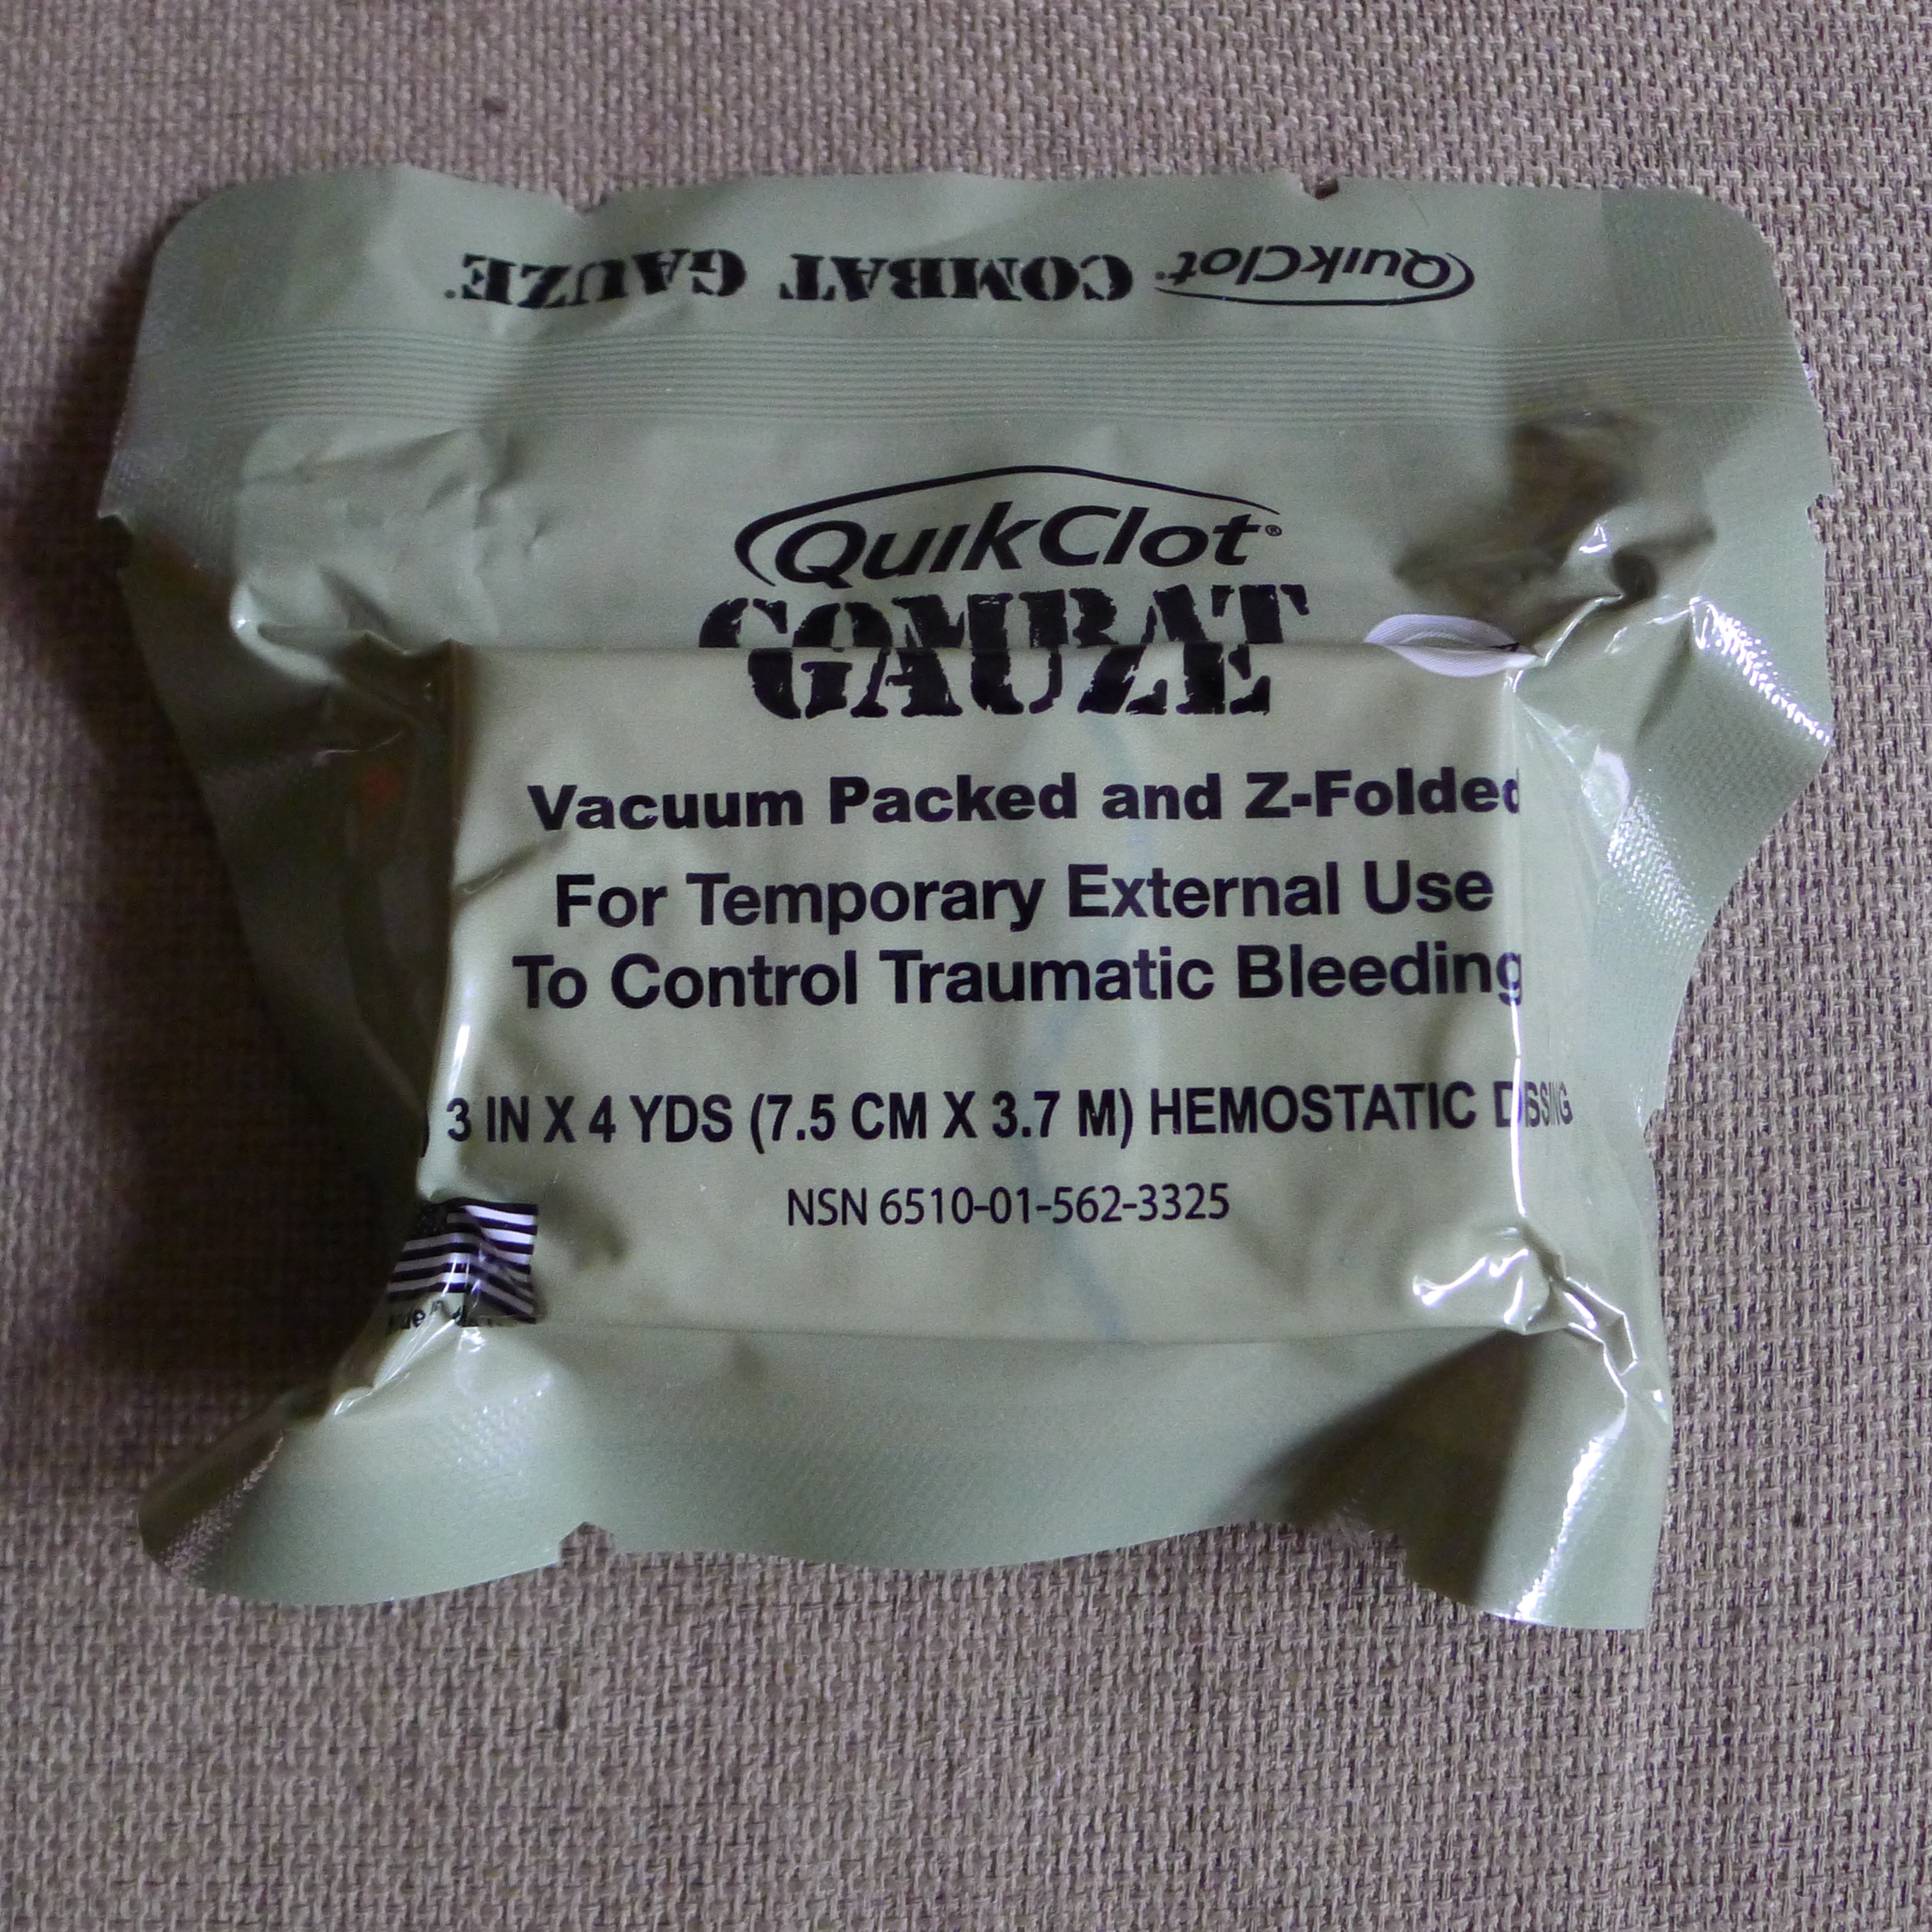 QuikClot® COMBAT GAUZE™
QuikClot®
COMBAT
GAUZE
Vacuum Packed and Z-Folded
For Temporary External Use
To Control Traumatic Bleeding
3 IN X 4 YDS (7.5 CM X 3.7 M) HEMOSTATIC
NSN 6510-01-562-3325